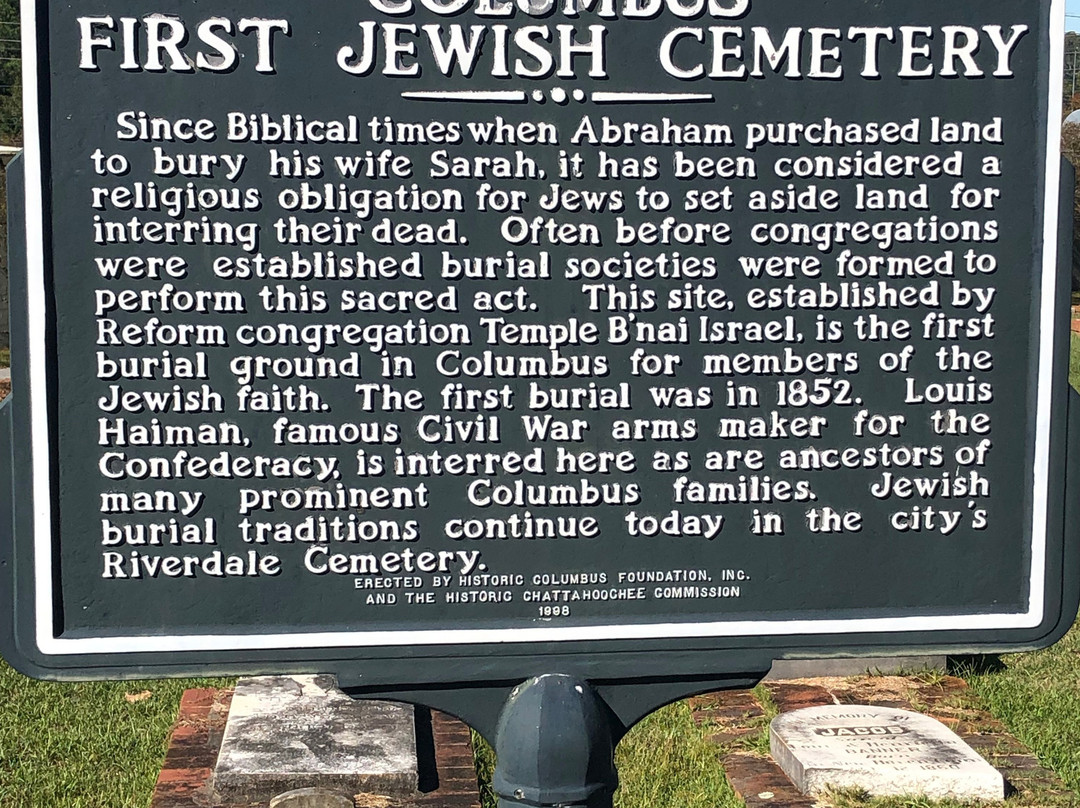 COLUMBUS
FIRST JEWISH CEMETERY
Since Biblical times when Abraham purchased land
to bury his wife Sarah, it has been considered a
religious obligation for Jews to set aside land for
interring their dead. Often before congregations
were established burial societies were formed to
perform this sacred act. This site, established by
Reform congregation Temple B'nai Israel, is the first
burial ground in Columbus for members of the
Jewish faith. The first burial was in 1852. Louis
Haiman, famous Civil War arms maker for the
Confederacy, is interred here as are ancestors of
many prominent Columbus families. Jewish
burial traditions continue today in the city's
Riverdale Cemetery.
ERECTED BY HISTORIC COLUMBUS FOUNDATION, INC.
AND THE HISTORIC CHATTAHOOCHEE COMMISSION
1998
MEMORY
JACOB